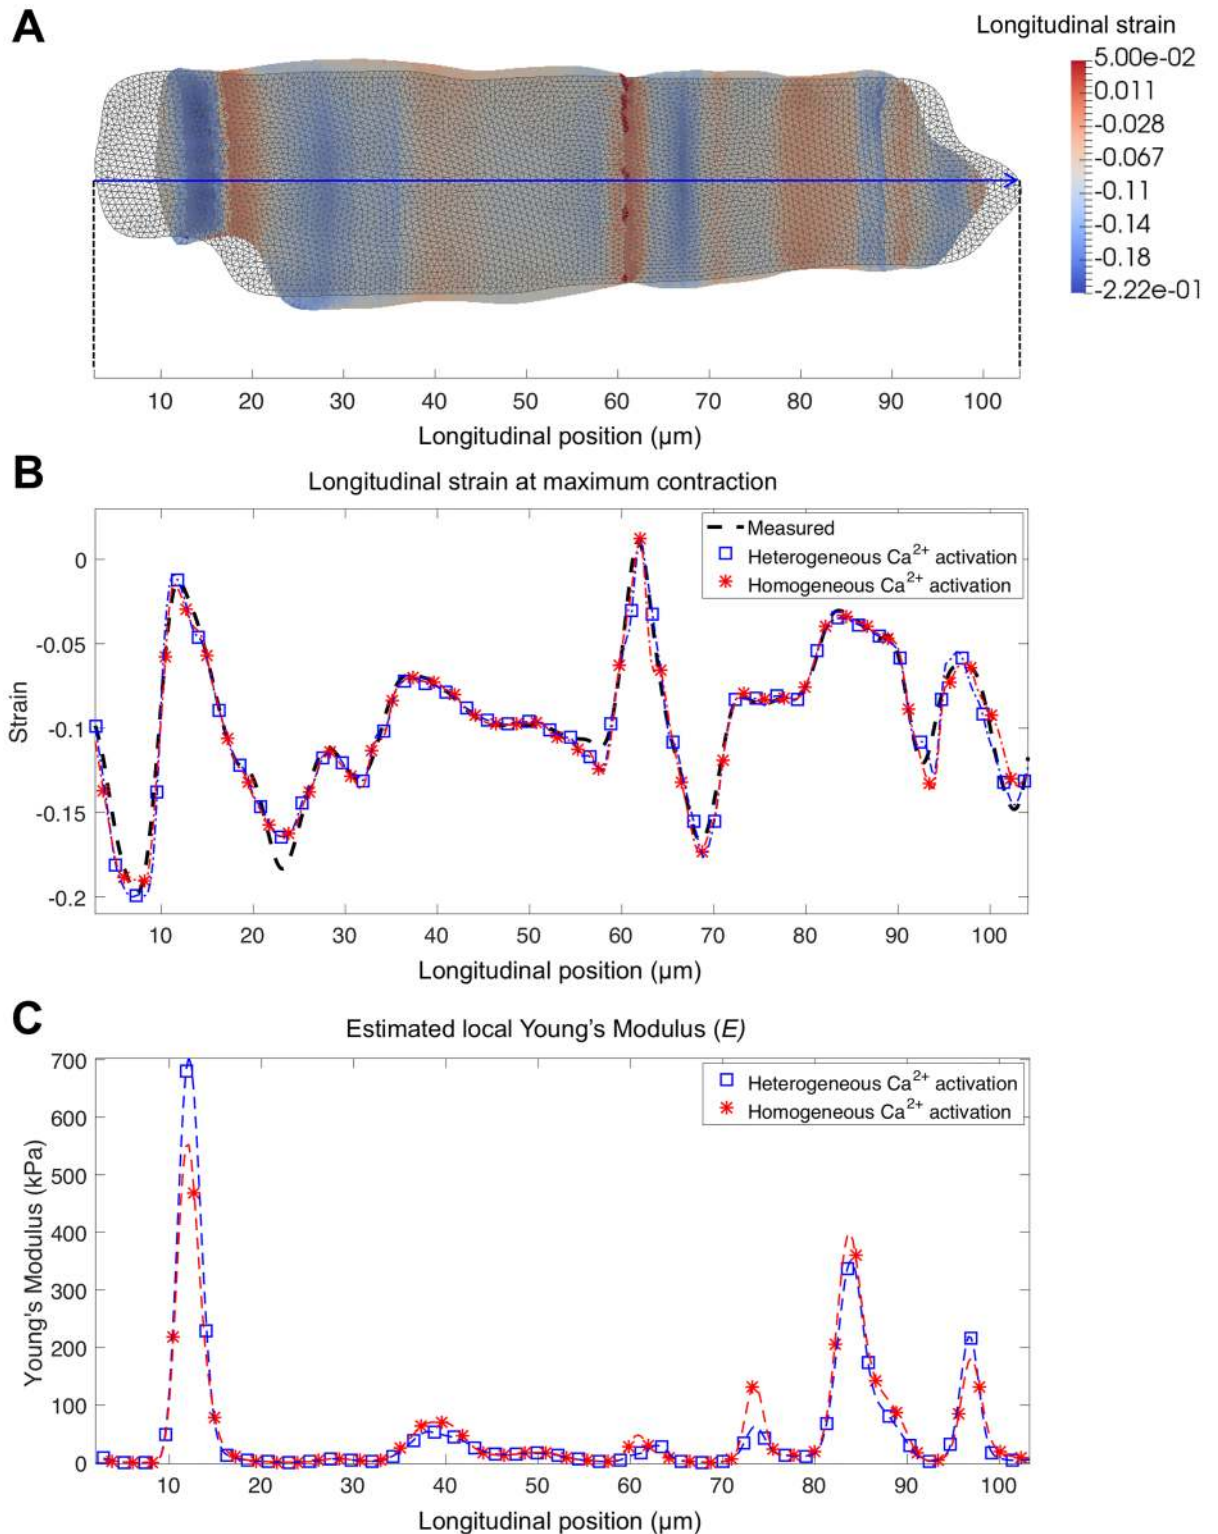 A
Longitudinal strain
5.00e-02
0.011
-0.028
-0.067
-0.11
-0.14
-0.18
-2.22e-01
10 20 30 40 50 60 70 80 90 100
Longitudinal position (µm)
B
Longitudinal strain at maximum contraction
Measured
Heterogeneous Ca²⁺ activation
Homogeneous Ca²⁺ activation
Strain
0
-0.05
-0.1
-0.15
-0.2
10 20 30 40 50 60 70 80 90 100
Longitudinal position (µm)
C
Estimated local Young's Modulus (E)
Heterogeneous Ca²⁺ activation
Homogeneous Ca²⁺ activation
Young's Modulus (kPa)
700
600
500
400
300
200
100
0
10 20 30 40 50 60 70 80 90 100
Longitudinal position (µm)